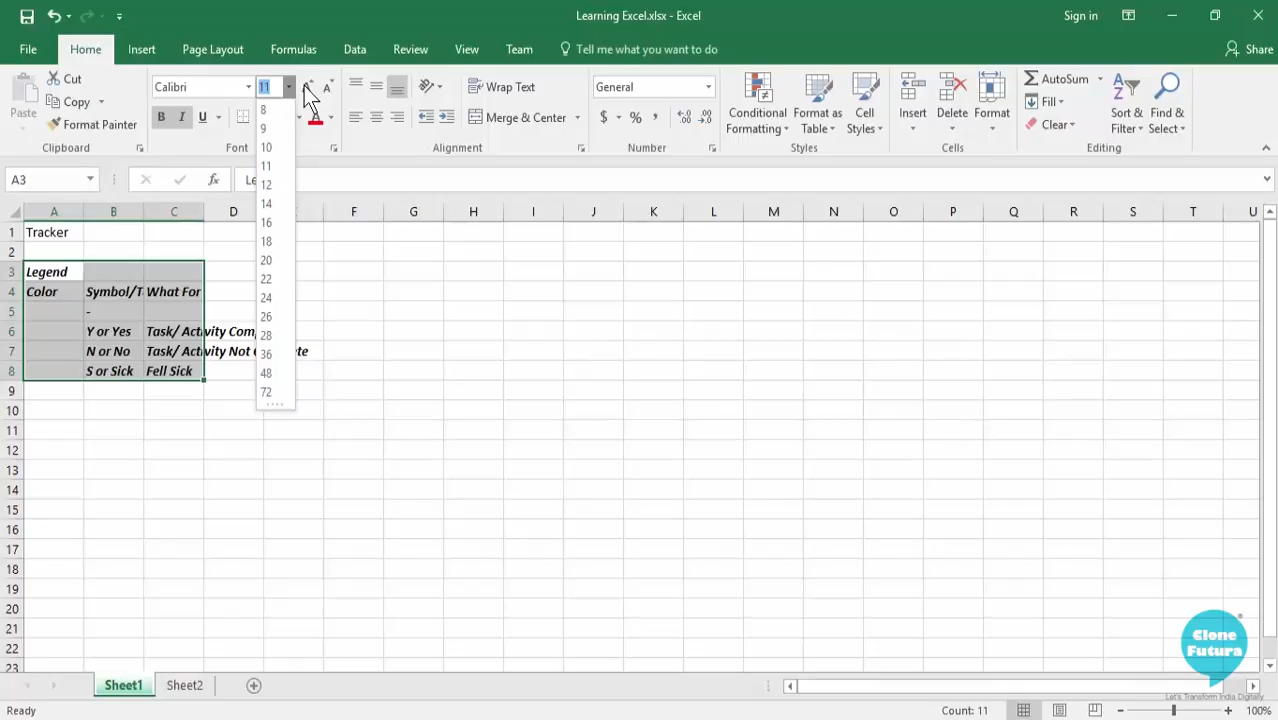 Learning Excel.xlsx - Excel
Sign in
File Home Insert Page Layout Formulas Data Review View Team Tell me what you want to do Share
Paste
Cut
Copy
Format Painter
Clipboard
Calibri 11
B I U A
Font
Wrap Text
Merge & Center
Alignment
General
$ % ,
Number
Conditional Formatting
Format as Table
Cell Styles
Styles
Insert Delete Format
Cells
AutoSum
Fill
Clear
Sort & Filter
Find & Select
Editing
8
9
10
11
12
14
16
18
20
22
24
26
28
36
48
72
A3 fx Le
A B C D F G H I J K L M N O P Q R S T U
1 Tracker
2
3 Legend
4 Color Symbol/T What For
5 -
6 Y or Yes Task/ Activity Com
7 N or No Task/ Activity Not te
8 S or Sick Fell Sick
9
10
11
12
13
14
15
16
17
18
19
20
21
22
23
Clone
Futura
Let's Transform India Digitally
Sheet1 Sheet2
Ready
Count: 11
100%